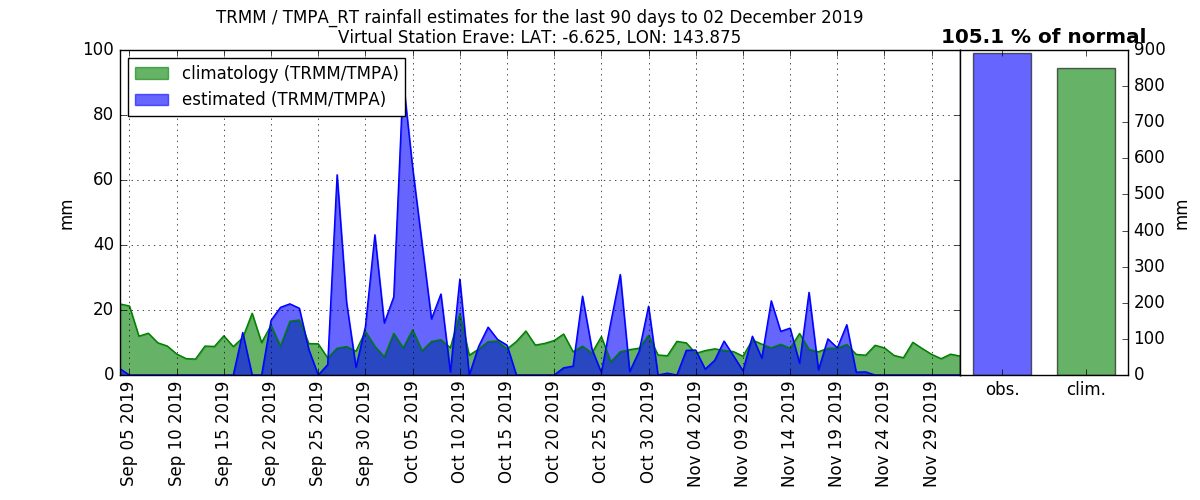 TRMM / TMPA_RT rainfall estimates for the last 90 days to 02 December 2019
Virtual Station Erave: LAT: -6.625, LON: 143.875
105.1 % of normal
climatology (TRMM/TMPA)
estimated (TRMM/TMPA)
100
80
60
40
20
0
mm
900
800
700
600
500
400
300
200
100
0
mm
Sep 05 2019
Sep 10 2019
Sep 15 2019
Sep 20 2019
Sep 25 2019
Sep 30 2019
Oct 05 2019
Oct 10 2019
Oct 15 2019
Oct 20 2019
Oct 25 2019
Oct 30 2019
Nov 04 2019
Nov 09 2019
Nov 14 2019
Nov 19 2019
Nov 24 2019
Nov 29 2019
obs.
clim.